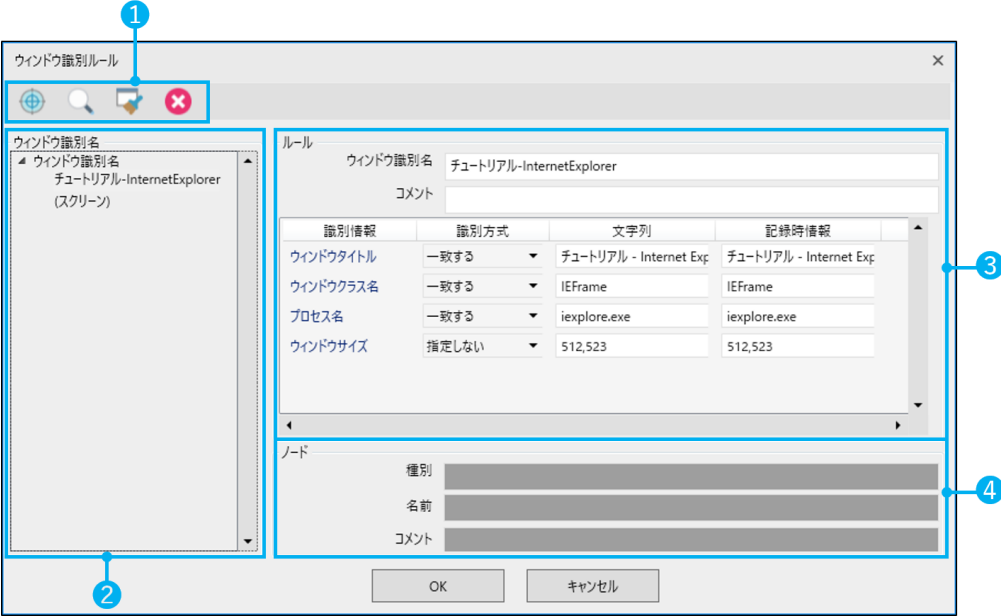 1
ウィンドウ識別ルール
ウィンドウ識別名
ウィンドウ識別名
チュートリアル-InternetExplorer
(スクリーン)
2
ルール
ウィンドウ識別名 チュートリアル-InternetExplorer
コメント
識別情報 識別方式 文字列 記録時情報
ウィンドウタイトル 一致する チュートリアル - Internet Exp チュートリアル - Internet Exp
ウィンドウクラス名 一致する IEFrame IEFrame
プロセス名 一致する iexplore.exe iexplore.exe
ウィンドウサイズ 指定しない 512,523 512,523
3
ノード
種別
名前
コメント
4
OK キャンセル